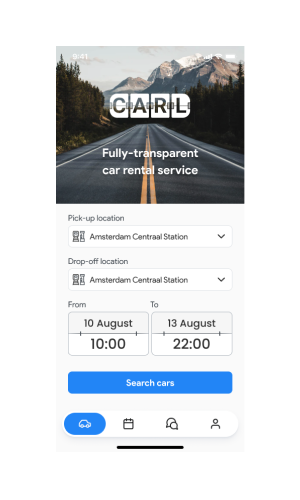 9:41
CARL
Fully-transparent
car rental service
Pick-up location
Amsterdam Centraal Station
Drop-off location
Amsterdam Centraal Station
From To
10 August 13 August
10:00 22:00
Search cars